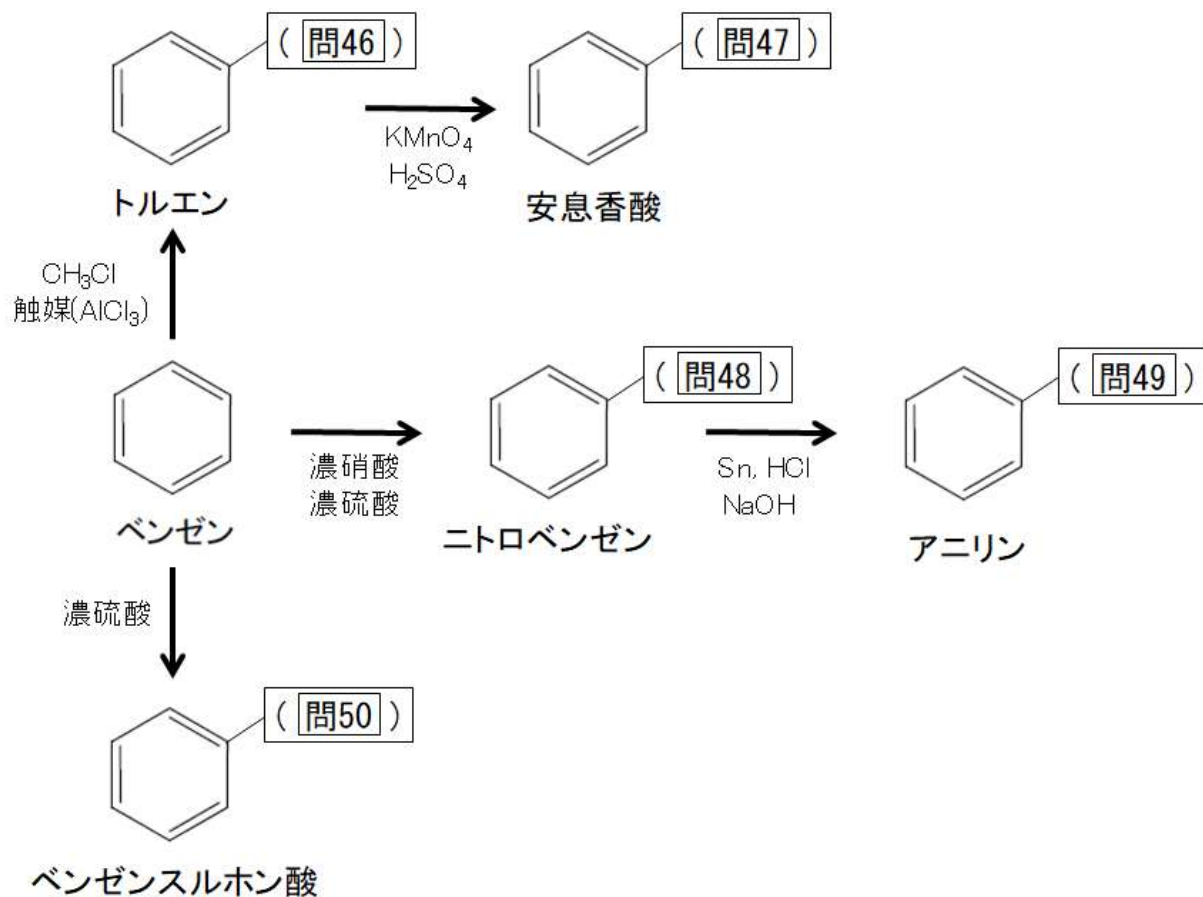 ( 問46 )
( 問47 )
KMnO₄
H₂SO₄
トルエン
安息香酸
CH₃Cl
触媒(AlCl₃)
( 問48 )
( 問49 )
濃硝酸
濃硫酸
Sn, HCl
NaOH
ベンゼン
ニトロベンゼン
アニリン
濃硫酸
( 問50 )
ベンゼンスルホン酸